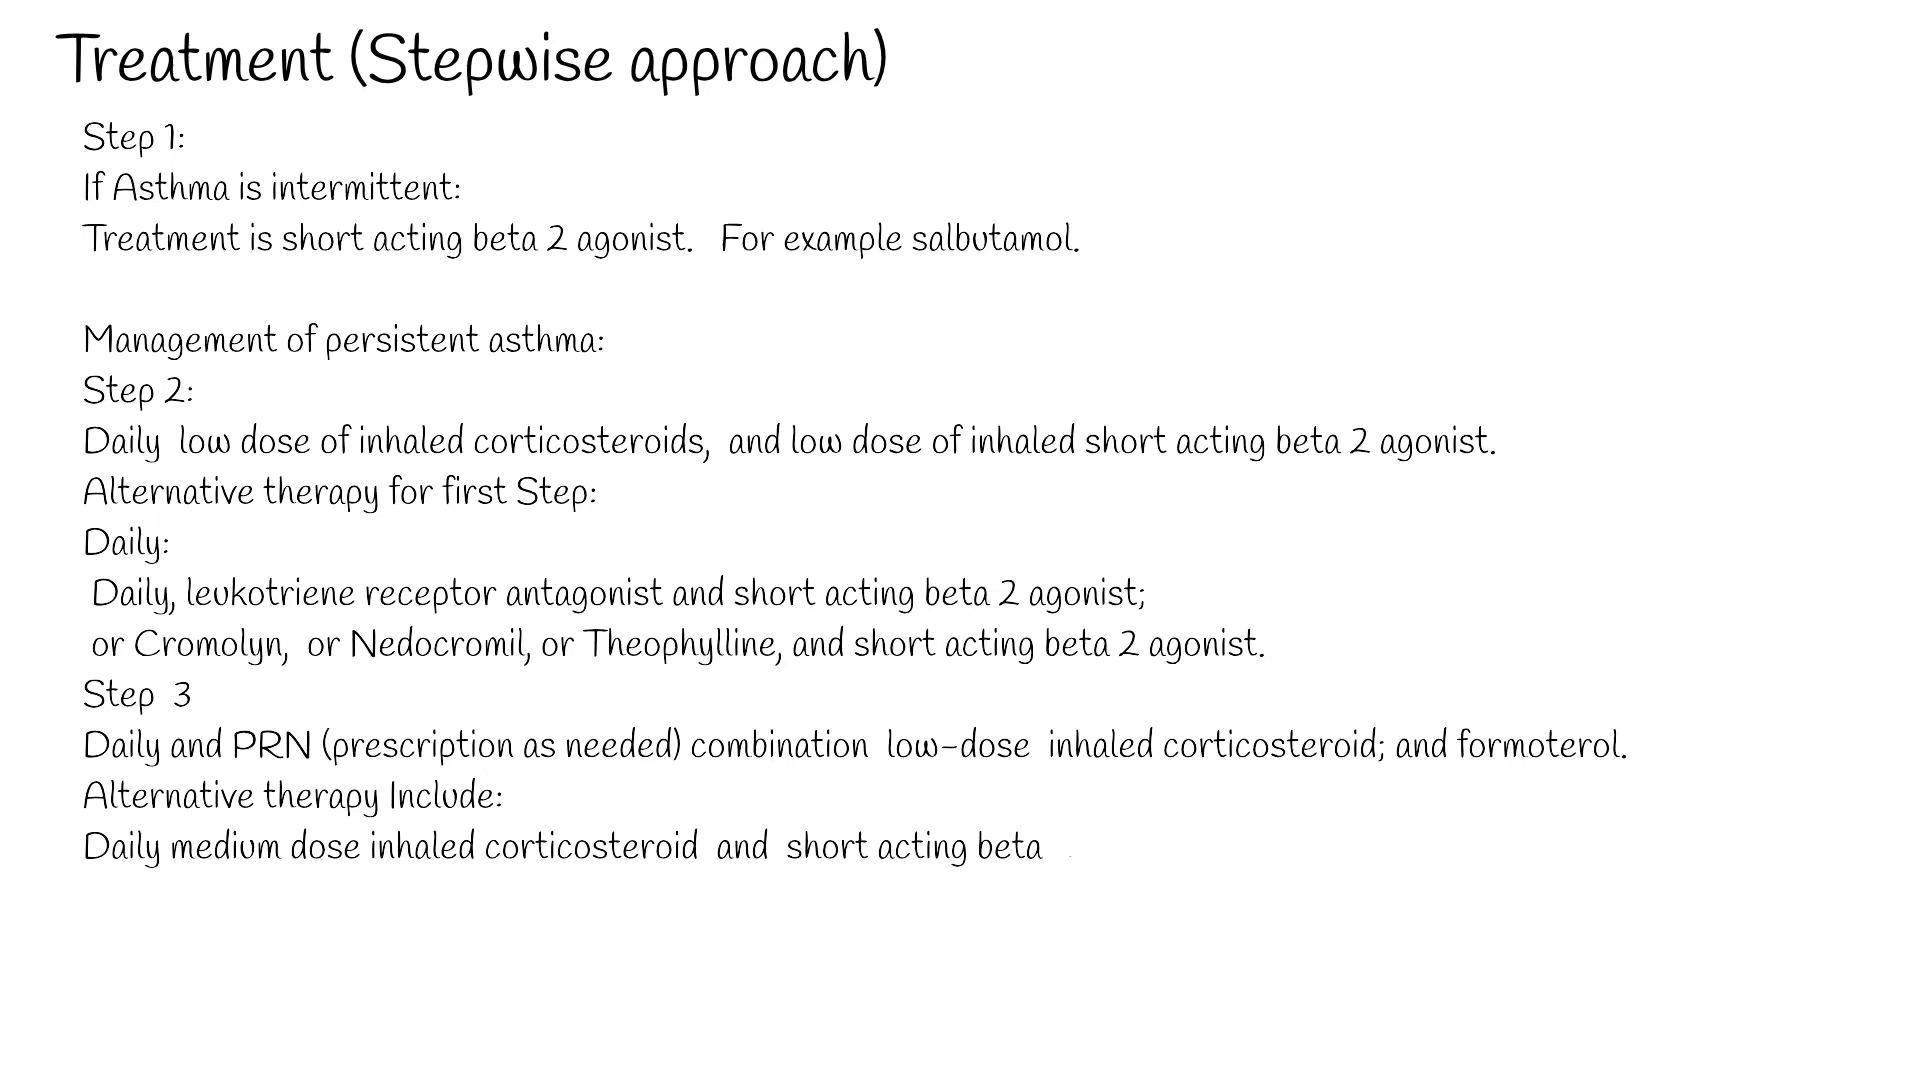 Treatment (Stepwise approach)
Step 1:
If Asthma is intermittent:
Treatment is short acting beta 2 agonist. For example salbutamol.
Management of persistent asthma:
Step 2:
Daily low dose of inhaled corticosteroids, and low dose of inhaled short acting beta 2 agonist.
Alternative therapy for first Step:
Daily:
Daily, leukotriene receptor antagonist and short acting beta 2 agonist;
or Cromolyn, or Nedocromil, or Theophylline, and short acting beta 2 agonist.
Step 3
Daily and PRN (prescription as needed) combination low-dose inhaled corticosteroid; and formoterol.
Alternative therapy Include:
Daily medium dose inhaled corticosteroid and short acting beta